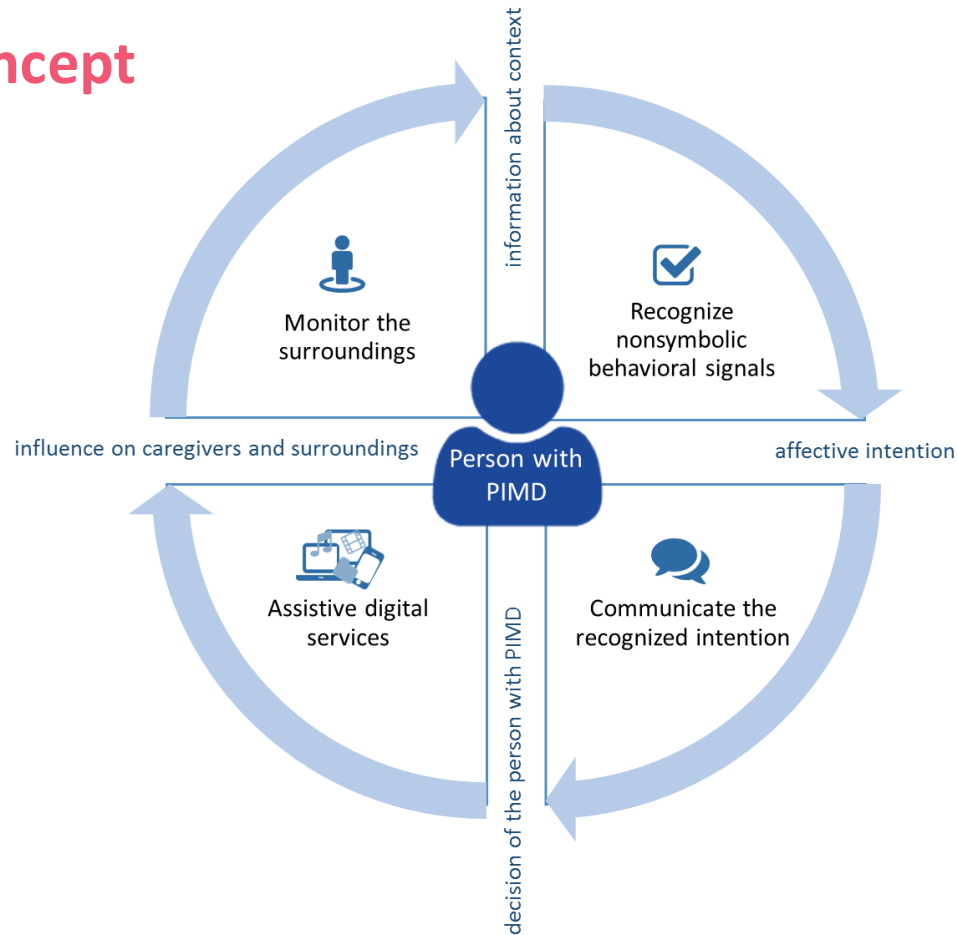 ncept
information about context
Monitor the
surroundings
Recognize
nonsymbolic
behavioral signals
influence on caregivers and surroundings
Person with
PIMD
affective intention
Assistive digital
services
Communicate the
recognized intention
decision of the person with PIMD